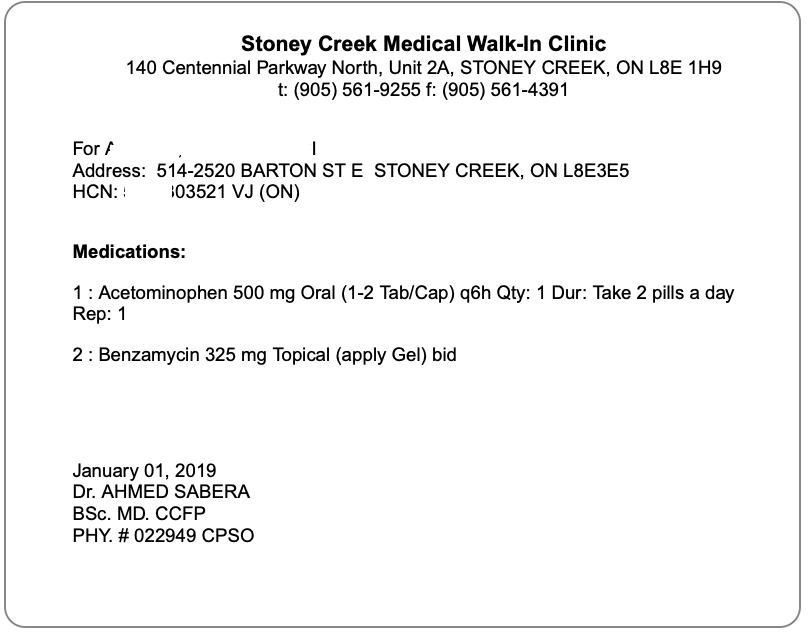 Stoney Creek Medical Walk-In Clinic
140 Centennial Parkway North, Unit 2A, STONEY CREEK, ON L8E 1H9
t: (905) 561-9255 f: (905) 561-4391
For
Address: 514-2520 BARTON ST E STONEY CREEK, ON L8E3E5
HCN: 03521 VJ (ON)
Medications:
1 : Acetominophen 500 mg Oral (1-2 Tab/Cap) q6h Qty: 1 Dur: Take 2 pills a day
Rep: 1
2 : Benzamycin 325 mg Topical (apply Gel) bid
January 01, 2019
Dr. AHMED SABERA
BSc. MD. CCFP
PHY. # 022949 CPSO